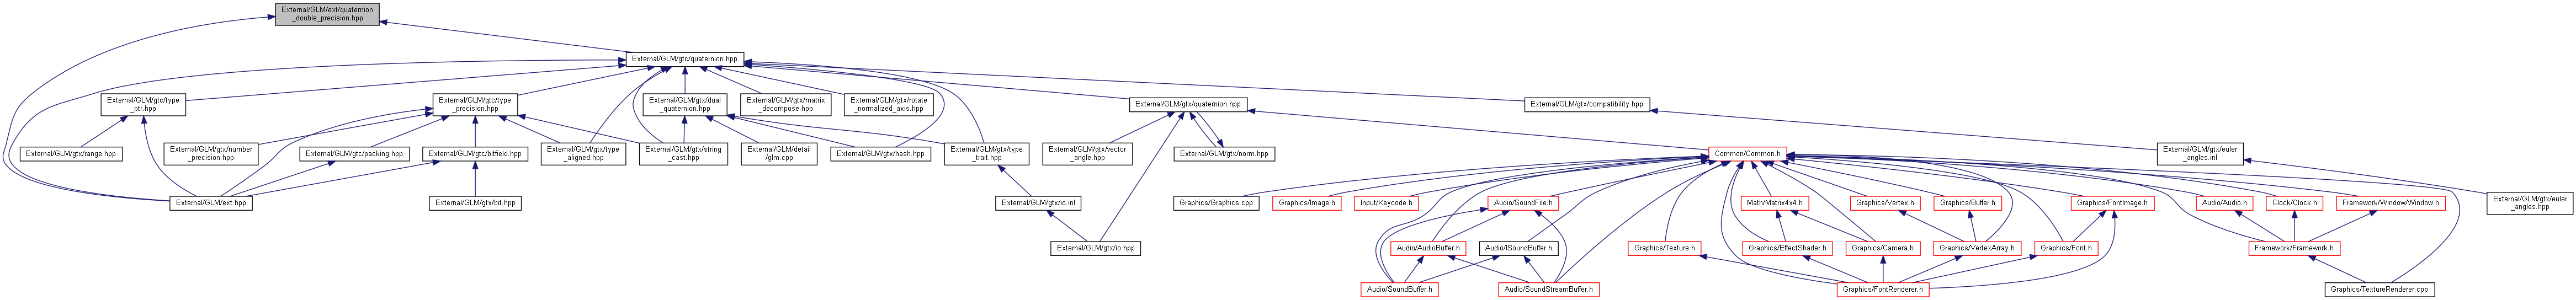 External/GLM/ext/quaternion
_double_precision.hpp
External/GLM/gtc/quaternion.hpp
External/GLM/gtc/type
_ptr.hpp
External/GLM/gtc/type
_precision.hpp
External/GLM/gtx/dual
_quaternion.hpp
External/GLM/gtx/matrix
_decompose.hpp
External/GLM/gtx/rotate
_normalized_axis.hpp
External/GLM/gtx/quaternion.hpp
External/GLM/gtx/compatibility.hpp
External/GLM/gtx/range.hpp
External/GLM/gtx/number
_precision.hpp
External/GLM/gtc/packing.hpp
External/GLM/gtc/bitfield.hpp
External/GLM/gtx/type
_aligned.hpp
External/GLM/gtx/string
_cast.hpp
External/GLM/detail
/glm.cpp
External/GLM/gtx/hash.hpp
External/GLM/gtx/type
_trait.hpp
External/GLM/gtx/vector
_angle.hpp
External/GLM/gtx/norm.hpp
Common/Common.h
External/GLM/gtx/euler
_angles.inl
External/GLM/ext.hpp
External/GLM/gtx/bit.hpp
External/GLM/gtx/io.inl
Graphics/Graphics.cpp
Graphics/Image.h
Input/Keycode.h
Audio/SoundFile.h
Math/Matrix4x4.h
Graphics/Vertex.h
Graphics/Buffer.h
Graphics/FontImage.h
Audio/Audio.h
Clock/Clock.h
Framework/Window/Window.h
External/GLM/gtx/euler
_angles.hpp
External/GLM/gtx/io.hpp
Audio/AudioBuffer.h
Audio/ISoundBuffer.h
Graphics/Texture.h
Graphics/EffectShader.h
Graphics/Camera.h
Graphics/VertexArray.h
Graphics/Font.h
Framework/Framework.h
Audio/SoundBuffer.h
Audio/SoundStreamBuffer.h
Graphics/FontRenderer.h
Graphics/TextureRenderer.cpp